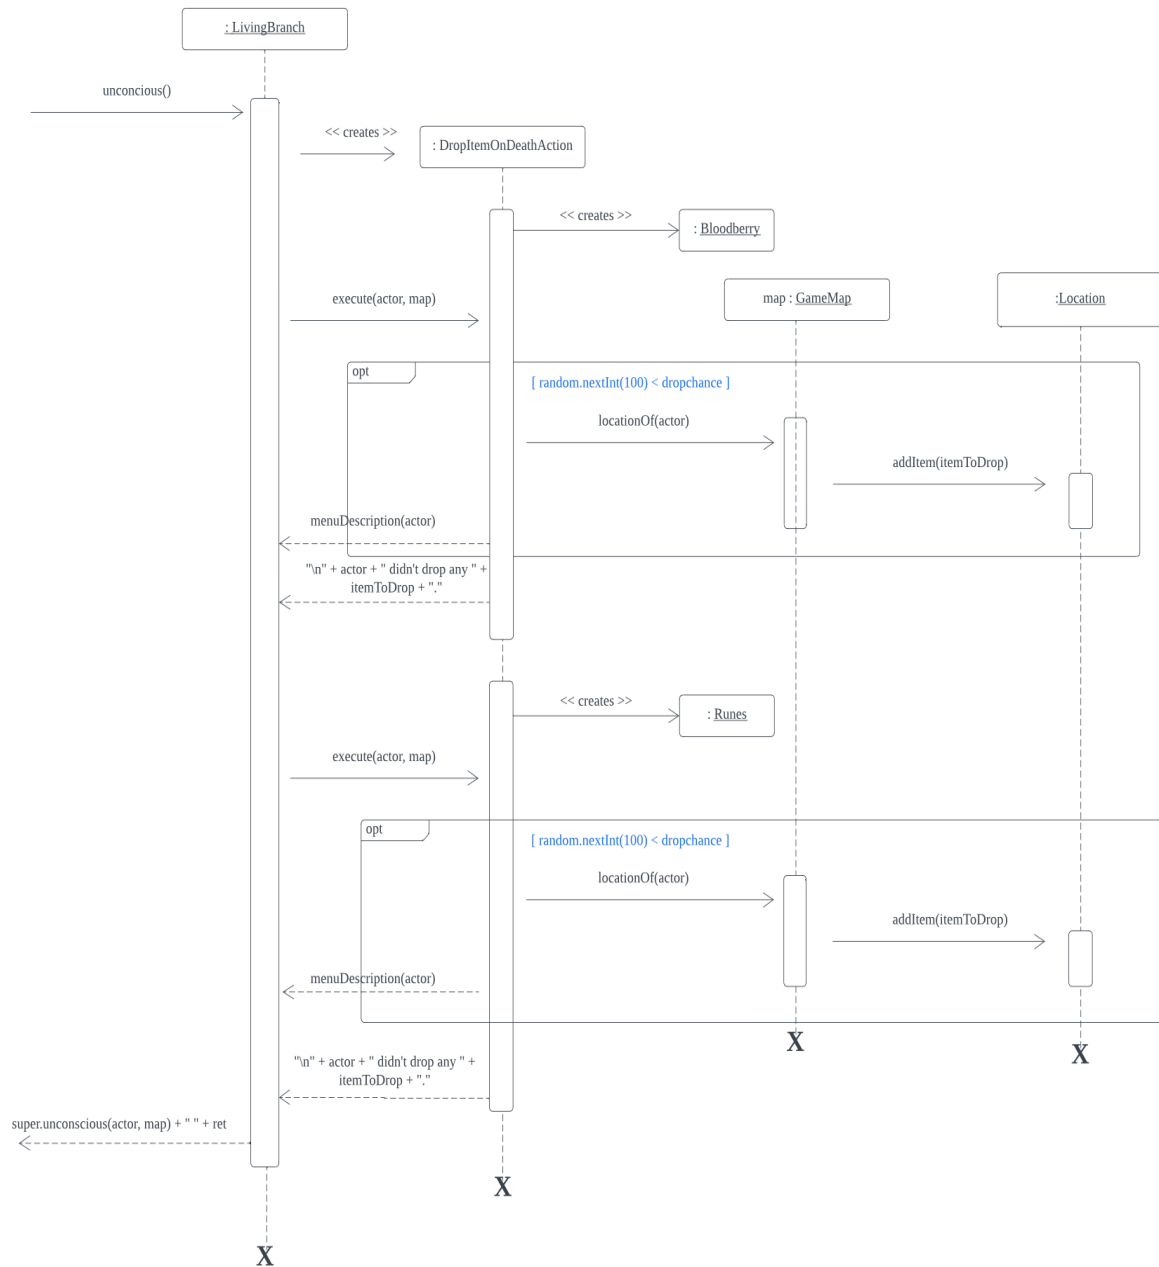 : LivingBranch
unconcious()
<< creates >>
: DropItemOnDeathAction
<< creates >>
: Bloodberry
execute(actor, map)
map : GameMap
:Location
opt
[ random.nextInt(100) < dropchance ]
locationOf(actor)
addItem(itemToDrop)
menuDescription(actor)
"\n" + actor + " didn't drop any " +
itemToDrop + "."
<< creates >>
: Runes
execute(actor, map)
opt
[ random.nextInt(100) < dropchance ]
locationOf(actor)
addItem(itemToDrop)
menuDescription(actor)
X
X
"\n" + actor + " didn't drop any " +
itemToDrop + "."
super.unconscious(actor, map) + " " + ret
X
X